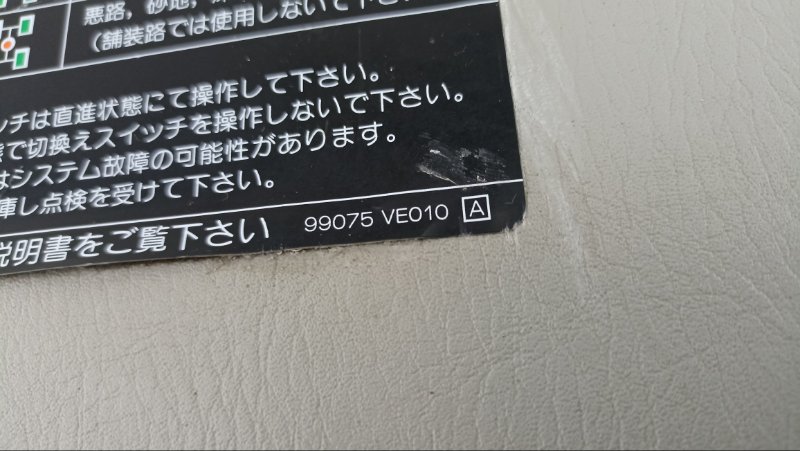 悪路，砂地，
（舗装路では使用しないで下さ
ッチは直進状態にて操作して下さい。
態で切換えスイッチを操作しないで下さい。
はシステム故障の可能性があります。
庫し点検を受けて下さい。
説明書をご覧下さい
99075 VE010 A